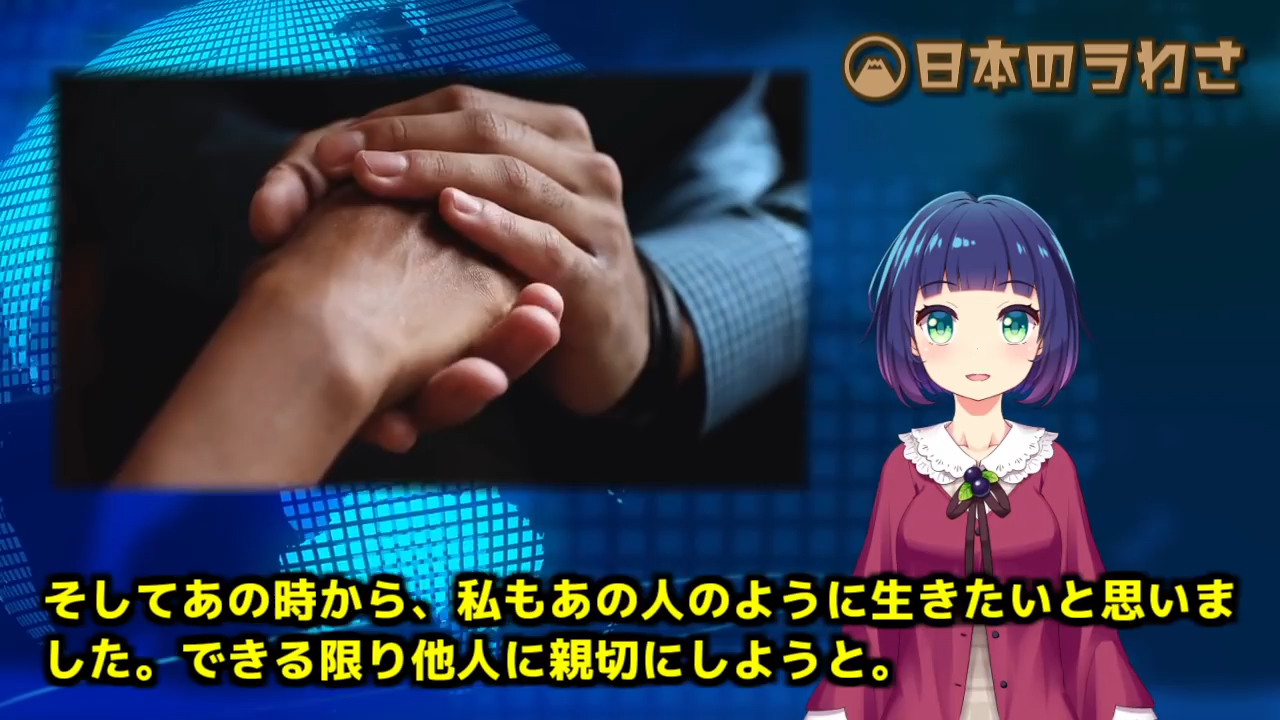 日本のうわさ
そしてあの時から、私もあの人のように生きたいと思いま
した。できる限り他人に親切にしようと。